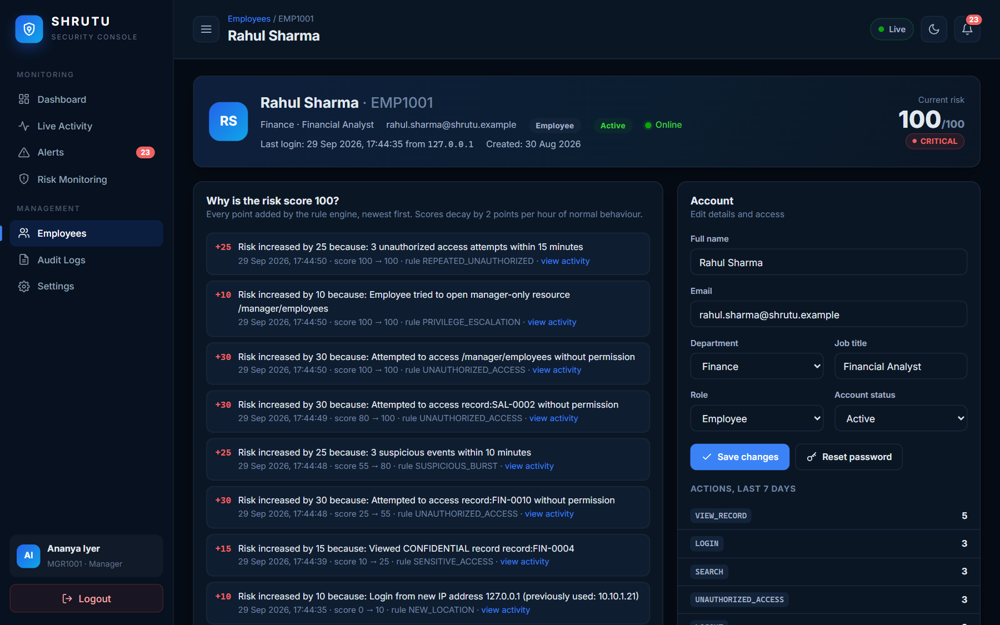 SHRUTU
SECURITY CONSOLE
MONITORING
Dashboard
Live Activity
Alerts
23
Risk Monitoring
MANAGEMENT
Employees
Audit Logs
Settings
AI
Ananya Iyer
MGR1001 · Manager
Logout
Employees / EMP1001
Rahul Sharma
Live
23
RS
Rahul Sharma · EMP1001
Finance · Financial Analyst rahul.sharma@shrutu.example Employee Active Online
Last login: 29 Sep 2026, 17:44:35 from 127.0.0.1 Created: 30 Aug 2026
Current risk
100/100
CRITICAL
Why is the risk score 100?
Every point added by the rule engine, newest first. Scores decay by 2 points per hour of normal behaviour.
+25 Risk increased by 25 because: 3 unauthorized access attempts within 15 minutes
29 Sep 2026, 17:44:50 · score 100 → 100 · rule REPEATED_UNAUTHORIZED · view activity
+10 Risk increased by 10 because: Employee tried to open manager-only resource
/manager/employees
29 Sep 2026, 17:44:50 · score 100 → 100 · rule PRIVILEGE_ESCALATION · view activity
+30 Risk increased by 30 because: Attempted to access /manager/employees without permission
29 Sep 2026, 17:44:50 · score 100 → 100 · rule UNAUTHORIZED_ACCESS · view activity
+30 Risk increased by 30 because: Attempted to access record:SAL-0002 without permission
29 Sep 2026, 17:44:49 · score 80 → 100 · rule UNAUTHORIZED_ACCESS · view activity
+25 Risk increased by 25 because: 3 suspicious events within 10 minutes
29 Sep 2026, 17:44:48 · score 55 → 80 · rule SUSPICIOUS_BURST · view activity
+30 Risk increased by 30 because: Attempted to access record:FIN-0010 without permission
29 Sep 2026, 17:44:48 · score 25 → 55 · rule UNAUTHORIZED_ACCESS · view activity
+15 Risk increased by 15 because: Viewed CONFIDENTIAL record record:FIN-0004
29 Sep 2026, 17:44:39 · score 10 → 25 · rule SENSITIVE_ACCESS · view activity
+10 Risk increased by 10 because: Login from new IP address 127.0.0.1 (previously used: 10.10.1.21)
29 Sep 2026, 17:44:35 · score 0 → 10 · rule NEW_LOCATION · view activity
Account
Edit details and access
Full name
Rahul Sharma
Email
rahul.sharma@shrutu.example
Department Job title
Finance Financial Analyst
Role Account status
Employee Active
Save changes Reset password
ACTIONS, LAST 7 DAYS
VIEW_RECORD 5
LOGIN 3
SEARCH 3
UNAUTHORIZED_ACCESS 3